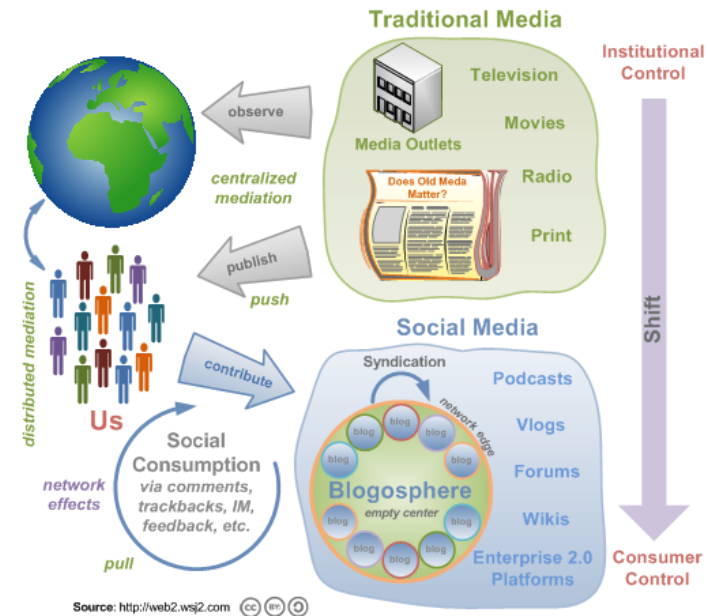 Traditional Media
Institutional
Control
Television
observe
Movies
Media Outlets
Radio
Does Old Meda
Matter?
centralized
mediation
Print
publish
push
distributed mediation
Shift
Social Media
contribute
Syndication
Podcasts
network edge
Us
blog
blog
blog
Vlogs
Social
Consumption
via comments,
trackbacks, IM,
feedback, etc.
blog
blog
Forums
network
effects
Blogosphere
empty center
blog
blog
Wikis
blog
blog
blog
pull
Enterprise 2.0
Platforms
Consumer
Control
Source: http://web2.wsj2.com
CC
BY: